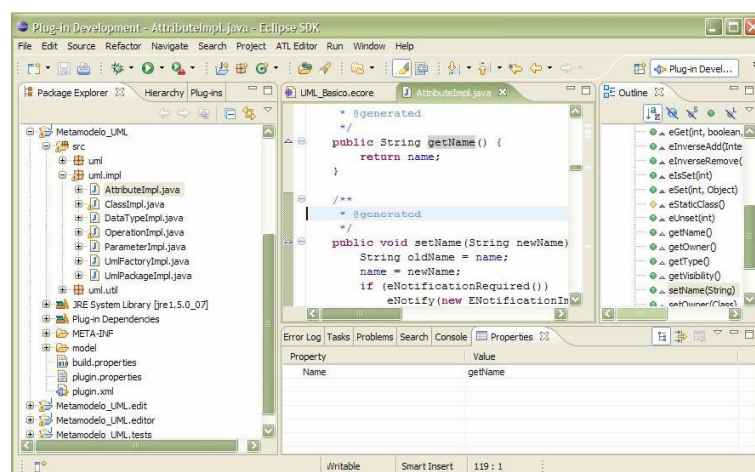 Plug-in Development - AttributeImpl.java - Eclipse SDK
File Edit Source Refactor Navigate Search Project ATL Editor Run Window Help
Plug-in Devel...
Package Explorer Hierarchy Plug-ins
Metamodelo_UML
src
uml
uml.impl
AttributeImpl.java
ClassImpl.java
DataTypeImpl.java
OperationImpl.java
ParameterImpl.java
UmlFactoryImpl.java
UmlPackageImpl.java
uml.util
JRE System Library [jre1.5.0_07]
Plug-in Dependencies
META-INF
model
build.properties
plugin.properties
plugin.xml
Metamodelo_UML.edit
Metamodelo_UML.editor
Metamodelo_UML.tests
UML_Basico.ecore AttributeImpl.java
* @generated
*/
public String getName() {
return name;
}
/**
* @generated
*/
public void setName(String newName)
String oldName = name;
name = newName;
if (eNotificationRequired())
eNotify(new ENotificationIm
Outline
eGet(int, boolean,
eInverseAdd(Inte
eInverseRemove(
eIsSet(int)
eSet(int, Object)
eStaticClass()
eUnset(int)
getName()
getOwner()
getType()
getVisibility()
setName(String)
setOwner(Class)
Error Log Tasks Problems Search Console Properties
Property Value
Name getName
Writable Smart Insert 119 : 1